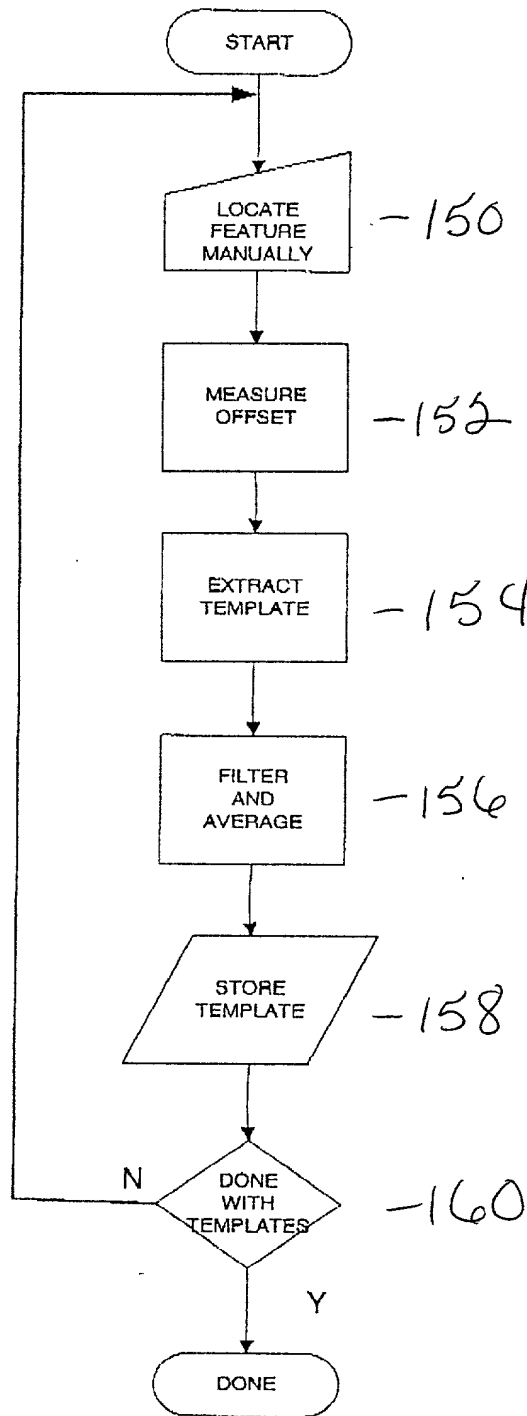 START
LOCATE
FEATURE
MANUALLY
-150
MEASURE
OFFSET
-152
EXTRACT
TEMPLATE
-154
FILTER
AND
AVERAGE
-156
STORE
TEMPLATE
-158
N
DONE
WITH
TEMPLATES
-160
Y
DONE